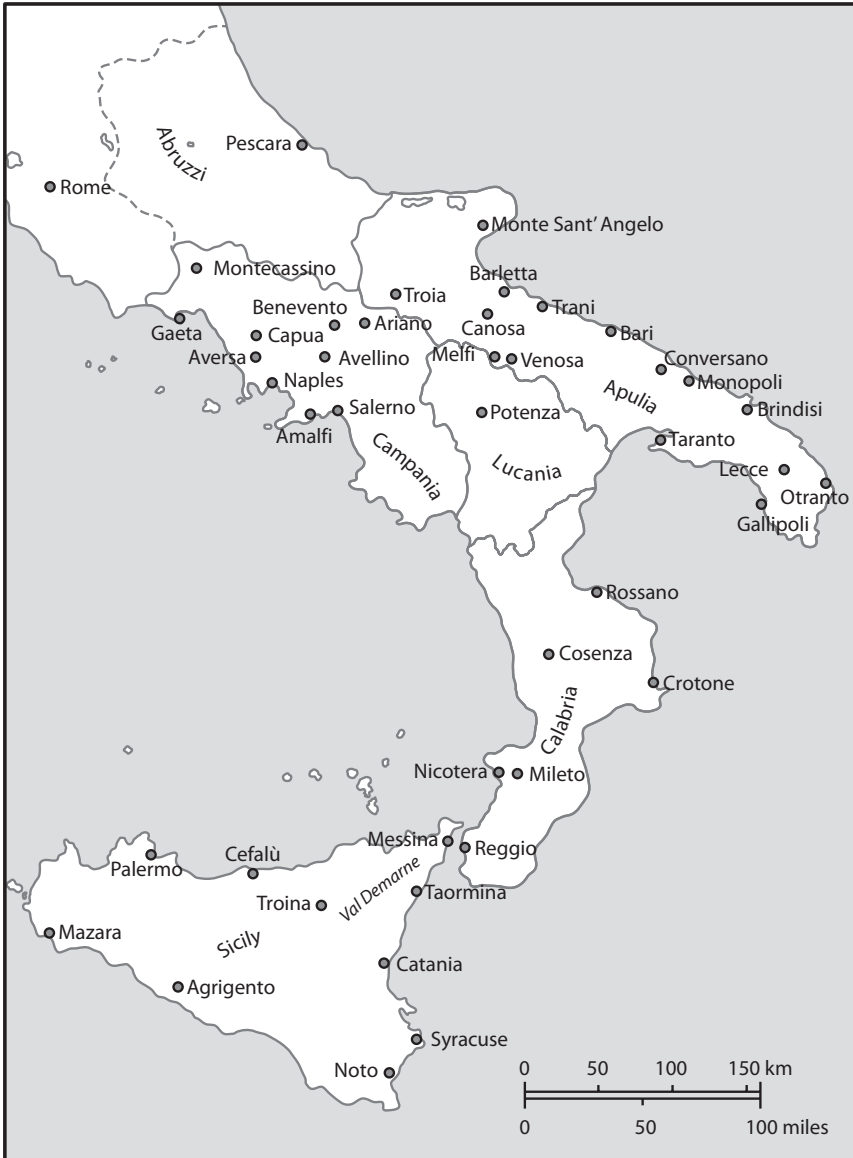 Abruzzi
Pescara
Rome
Monte Sant' Angelo
Montecassino
Barletta
Troia
Trani
Benevento
Ariano
Canosa
Gaeta
Capua
Bari
Aversa
Avellino
Melfi
Venosa
Conversano
Monopoli
Naples
Apulia
Salerno
Potenza
Brindisi
Amalfi
Taranto
Campania
Lucania
Lecce
Otranto
Gallipoli
Rossano
Cosenza
Crotone
Calabria
Nicotera
Mileto
Messina
Reggio
Palermo
Cefalù
Val Demarne
Taormina
Troina
Mazara
Sicily
Catania
Agrigento
Syracuse
Noto
0 50 100 150 km
0 50 100 miles